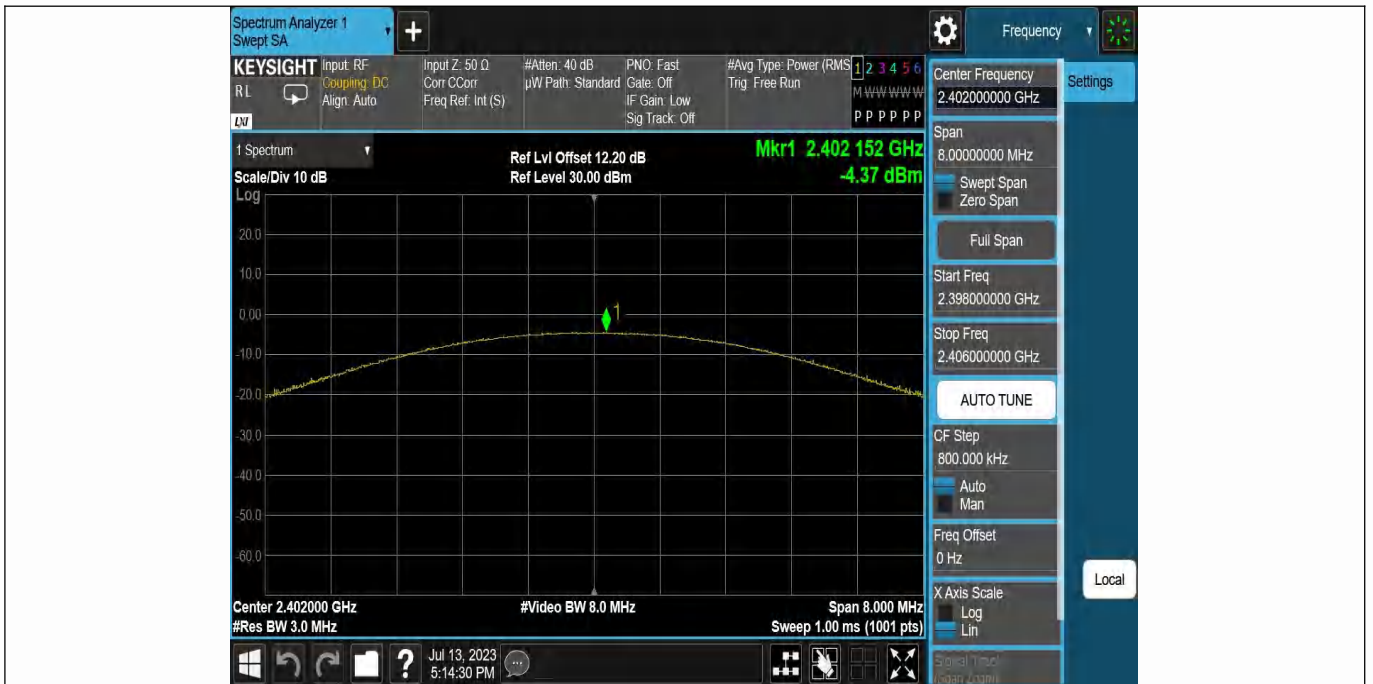 Spectrum Analyzer 1
Swept SA
+
Frequency
KEYSIGHT
RL
LXI
Input: RF
Coupling: DC
Align: Auto
Input Z: 50 Ω
Corr CCorr
Freq Ref: Int (S)
#Atten: 40 dB
µW Path: Standard
PNO: Fast
Gate: Off
IF Gain: Low
Sig Track: Off
#Avg Type: Power (RMS
Trig: Free Run
1 2 3 4 5 6
M W W W W W
P P P P P P
1 Spectrum
Scale/Div 10 dB
Log
Ref Lvl Offset 12.20 dB
Ref Level 30.00 dBm
Mkr1 2.402 152 GHz
-4.37 dBm
20.0
10.0
0.00
-10.0
-20.0
-30.0
-40.0
-50.0
-60.0
1
Center 2.402000 GHz
#Res BW 3.0 MHz
#Video BW 8.0 MHz
Span 8.000 MHz
Sweep 1.00 ms (1001 pts)
Center Frequency
2.402000000 GHz
Settings
Span
8.00000000 MHz
Swept Span
Zero Span
Full Span
Start Freq
2.398000000 GHz
Stop Freq
2.406000000 GHz
AUTO TUNE
CF Step
800.000 kHz
Auto
Man
Freq Offset
0 Hz
X Axis Scale
Log
Lin
Signal Track
(Span Zoom)
Local
?
Jul 13, 2023
5:14:30 PM